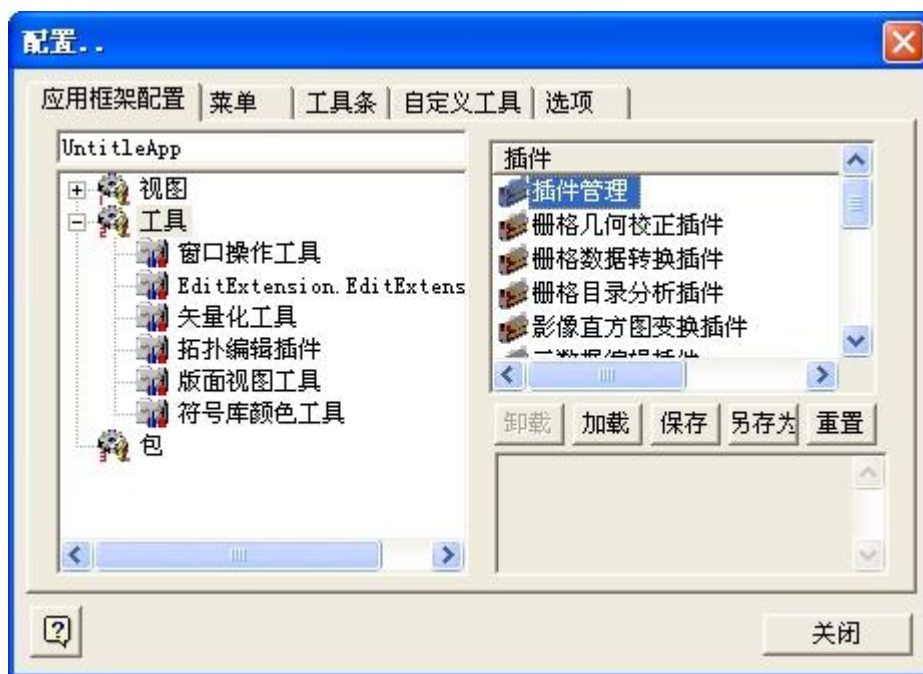 配置..
应用框架配置 菜单 工具条 自定义工具 选项
UntitleApp
视图
工具
窗口操作工具
EditExtension.EditExtens
矢量化工具
拓扑编辑插件
版面视图工具
符号库颜色工具
包
插件
插件管理
栅格几何校正插件
栅格数据转换插件
栅格目录分析插件
影像直方图变换插件
卸载 加载 保存 另存为 重置
关闭